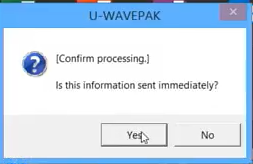 U-WAVEPAK
[Confirm processing.]
Is this information sent immediately?
Yes
No